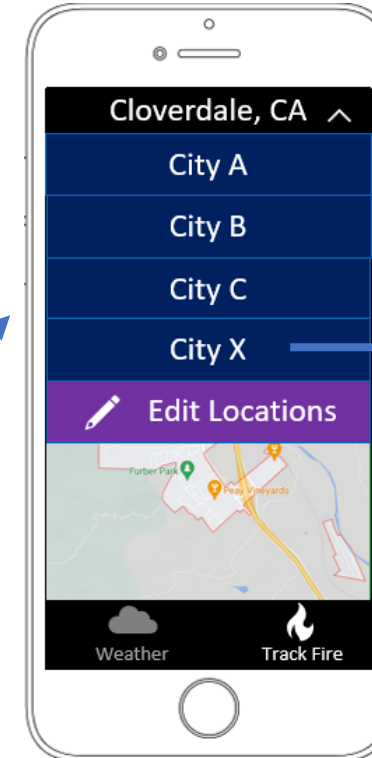 Cloverdale, CA
City A
City B
City C
City X
Edit Locations
Furber Park
Peay Vineyards
Weather
Track Fire